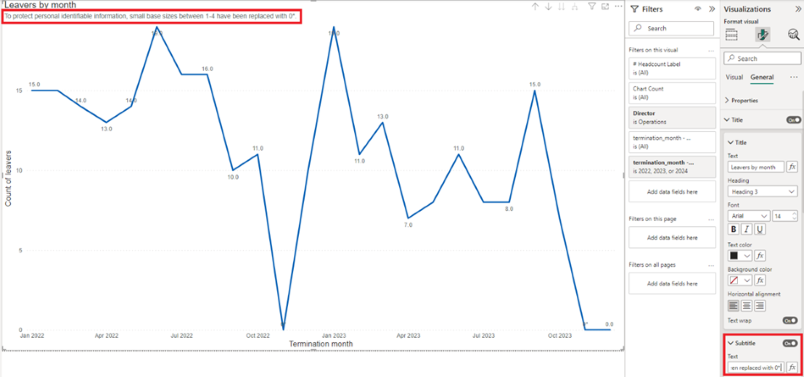 Leavers by month
To protect personal identifiable information, small base sizes between 1-4 have been replaced with 0*
Count of leavers
15
10
5
0
15.0
14.0
13.0
14.0
16.0
10.0
11.0
11.0
13.0
7.0
11.0
8.0
15.0
Jan 2022
Apr 2022
Jul 2022
Oct 2022
Jan 2023
Apr 2023
Jul 2023
Oct 2023
Termination month
Filters
Search
Filters on this visual
# Headcount Label
is (All)
Chart Count
is (All)
Director
is Operations
termination_month - ...
is (All)
termination_month - ...
is 2022, 2023, or 2024
Add data fields here
Filters on this page
Add data fields here
Filters on all pages
Add data fields here
Visualizations
Format visual
Search
Visual General
Properties
Title On
Title
Text
Leavers by month fx
Heading
Heading 3
Font
Arial 14
B I U
Text color
fx
Background color
fx
Horizontal alignment
Text wrap On
Subtitle On
Text
en replaced with 0* fx